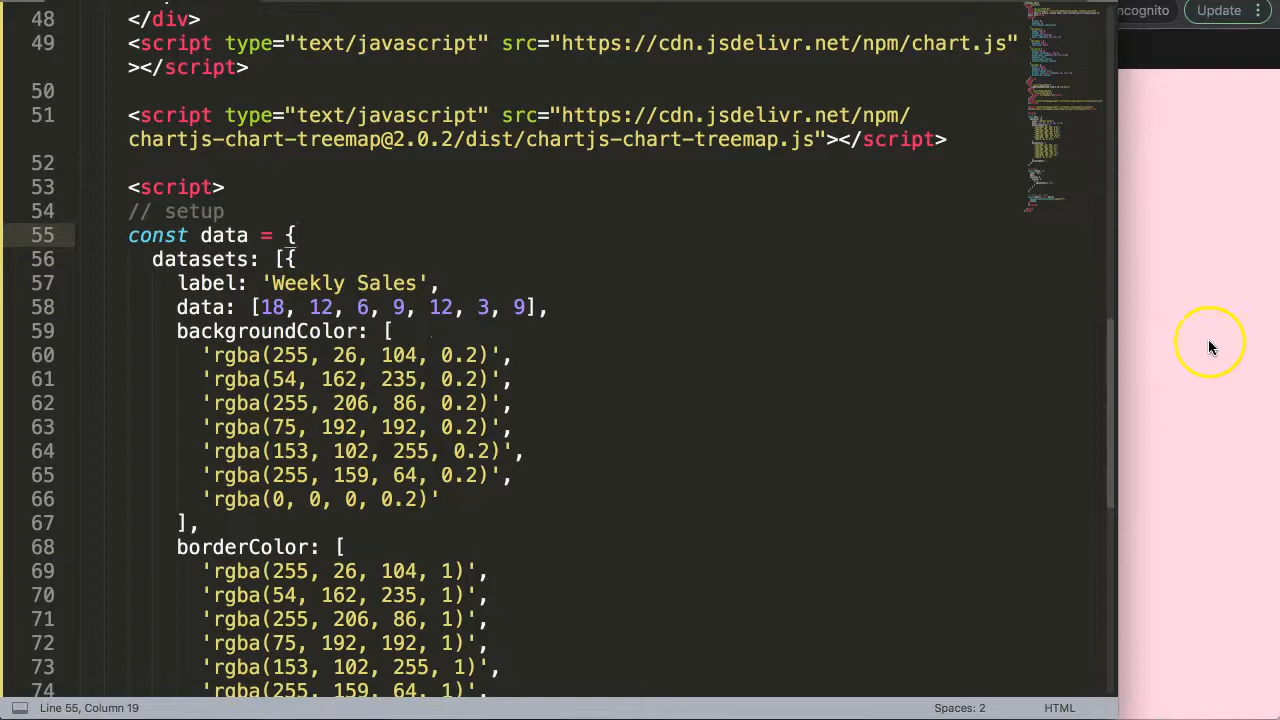 48 </div>
ncognito Update
49 <script type="text/javascript" src="https://cdn.jsdelivr.net/npm/chart.js"
></script>
50
51 <script type="text/javascript" src="https://cdn.jsdelivr.net/npm/
chartjs-chart-treemap@2.0.2/dist/chartjs-chart-treemap.js"></script>
52
53 <script>
54 // setup
55 const data = {
56 datasets: [{
57 label: 'Weekly Sales',
58 data: [18, 12, 6, 9, 12, 3, 9],
59 backgroundColor: [
60 'rgba(255, 26, 104, 0.2)',
61 'rgba(54, 162, 235, 0.2)',
62 'rgba(255, 206, 86, 0.2)',
63 'rgba(75, 192, 192, 0.2)',
64 'rgba(153, 102, 255, 0.2)',
65 'rgba(255, 159, 64, 0.2)',
66 'rgba(0, 0, 0, 0.2)'
67 ],
68 borderColor: [
69 'rgba(255, 26, 104, 1)',
70 'rgba(54, 162, 235, 1)',
71 'rgba(255, 206, 86, 1)',
72 'rgba(75, 192, 192, 1)',
73 'rgba(153, 102, 255, 1)',
74 'rgba(255, 159, 64, 1)',
Line 55, Column 19 Spaces: 2 HTML